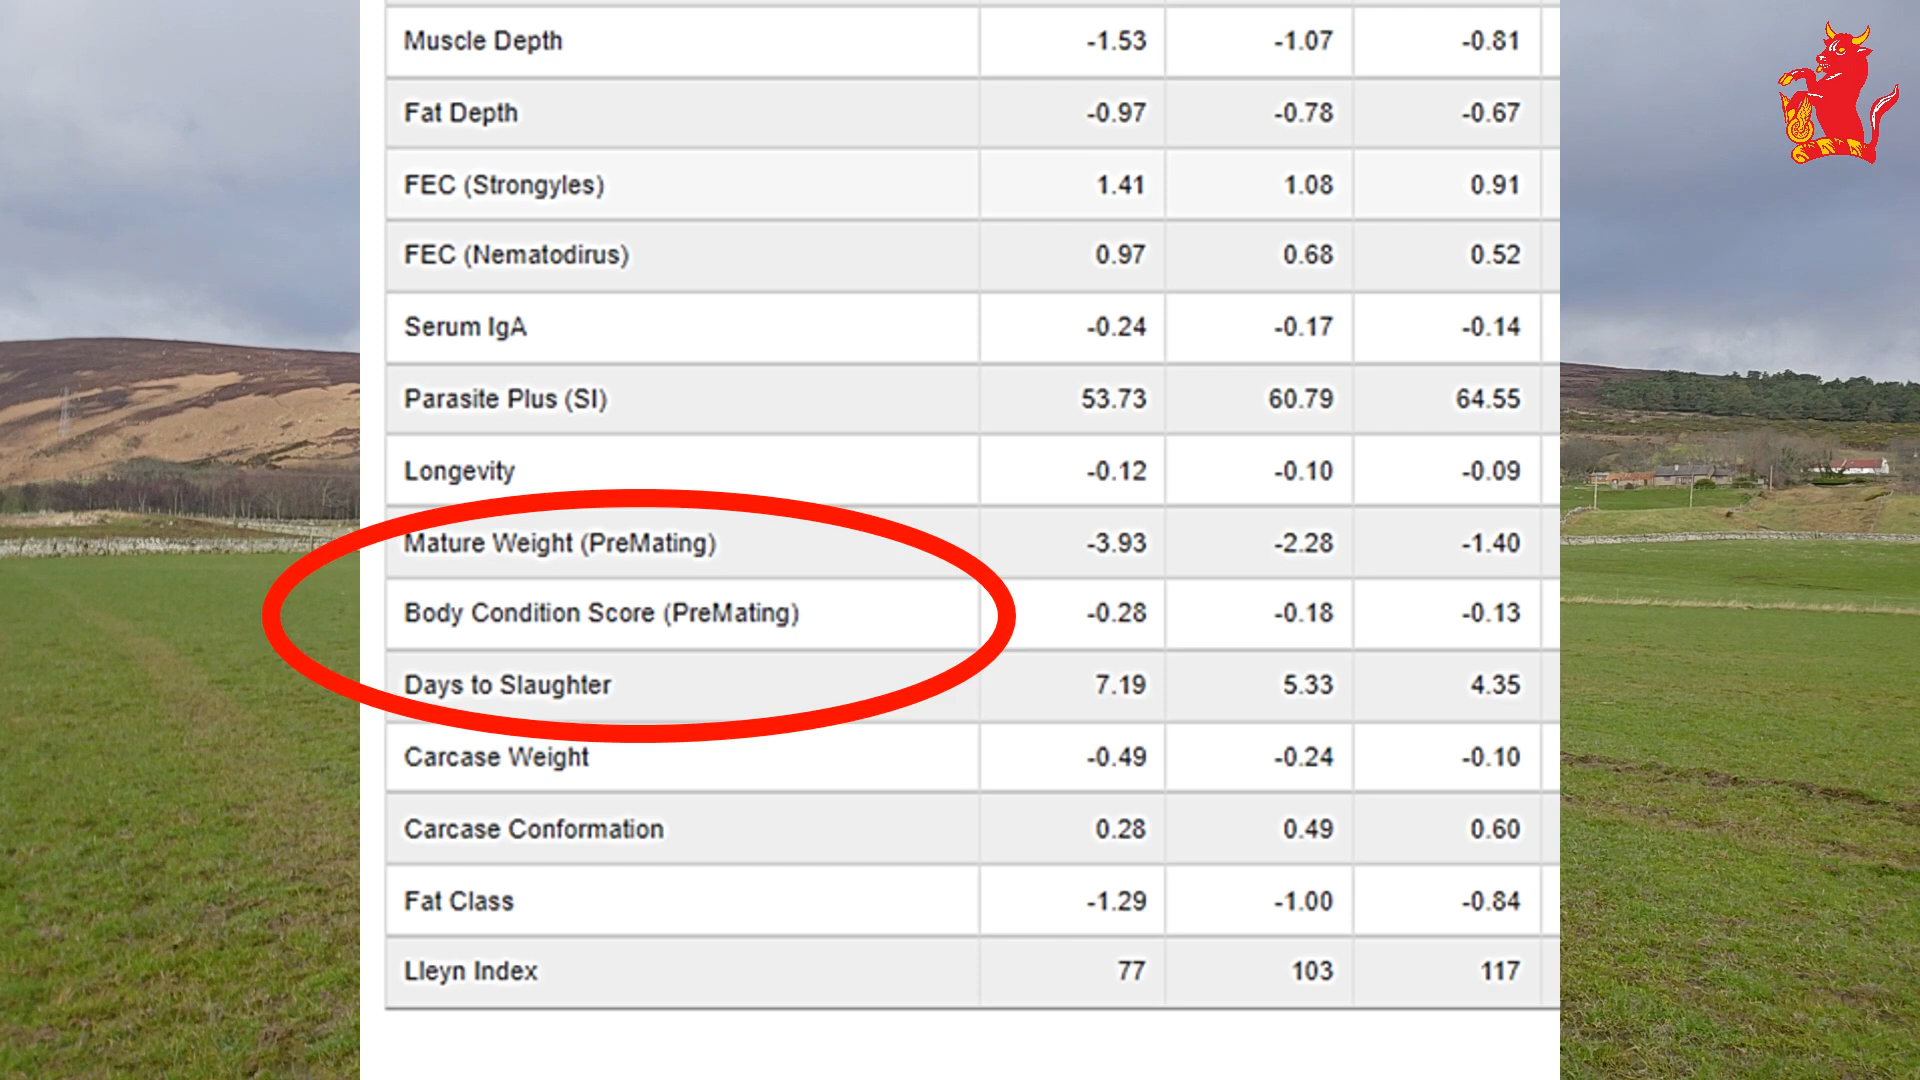 Muscle Depth -1.53 -1.07 -0.81
Fat Depth -0.97 -0.78 -0.67
FEC (Strongyles) 1.41 1.08 0.91
FEC (Nematodirus) 0.97 0.68 0.52
Serum IgA -0.24 -0.17 -0.14
Parasite Plus (SI) 53.73 60.79 64.55
Longevity -0.12 -0.10 -0.09
Mature Weight (PreMating) -3.93 -2.28 -1.40
Body Condition Score (PreMating) -0.28 -0.18 -0.13
Days to Slaughter 7.19 5.33 4.35
Carcase Weight -0.49 -0.24 -0.10
Carcase Conformation 0.28 0.49 0.60
Fat Class -1.29 -1.00 -0.84
Lleyn Index 77 103 117